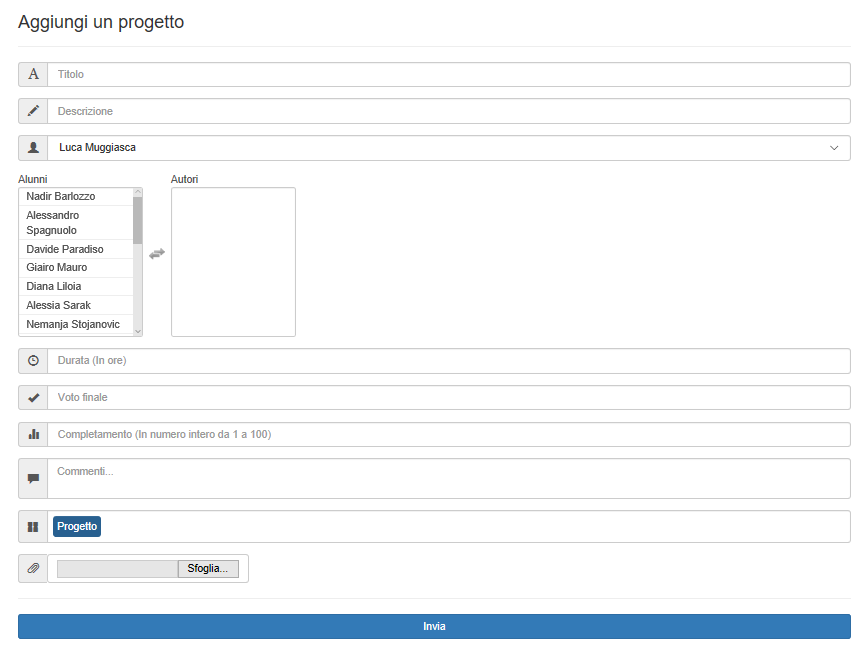 Aggiungi un progetto
Titolo
Descrizione
Luca Muggiasca
Alunni
Autori
Nadir Barlozzo
Alessandro
Spagnuolo
Davide Paradiso
Giairo Mauro
Diana Liloia
Alessia Sarak
Nemanja Stojanovic
Durata (In ore)
Voto finale
Completamento (In numero intero da 1 a 100)
Commenti...
Progetto
Sfoglia...
Invia